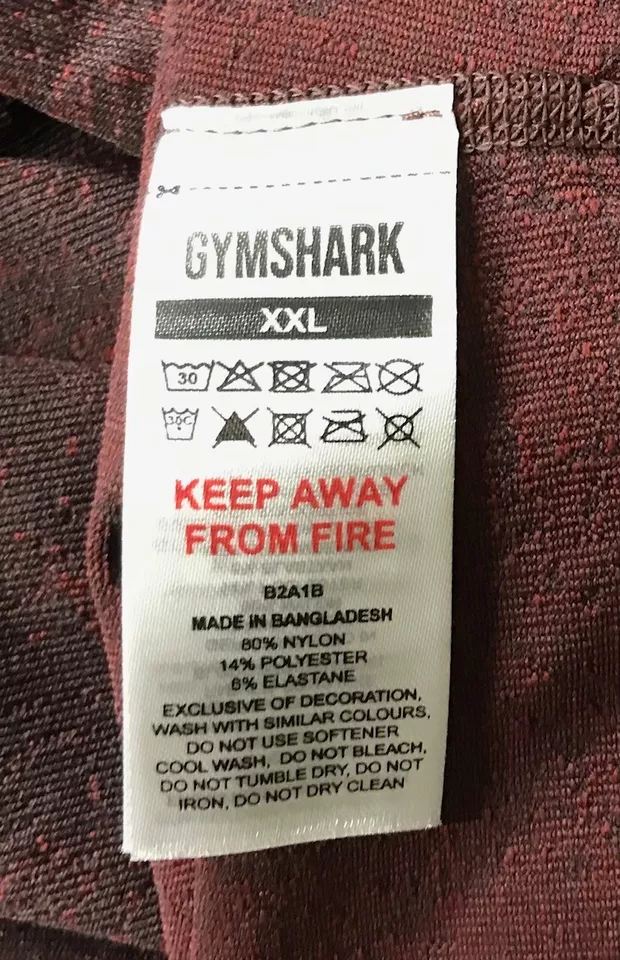 GYMSHARK
XXL
30
30C
KEEP AWAY
FROM FIRE
B2A1B
MADE IN BANGLADESH
80% NYLON
14% POLYESTER
6% ELASTANE
EXCLUSIVE OF DECORATION,
WASH WITH SIMILAR COLOURS,
DO NOT USE SOFTENER
COOL WASH, DO NOT BLEACH,
DO NOT TUMBLE DRY, DO NOT
IRON, DO NOT DRY CLEAN